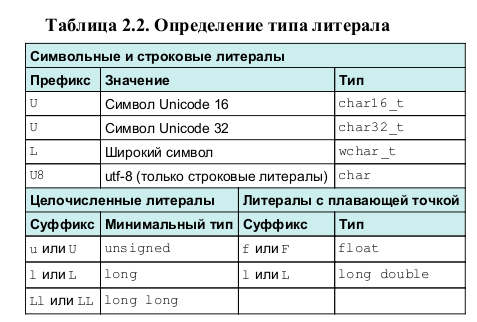 Таблица 2.2. Определение типа литерала
Символьные и строковые литералы
Префикс Значение Тип
U Символ Unicode 16 char16_t
U Символ Unicode 32 char32_t
L Широкий символ wchar_t
U8 utf-8 (только строковые литералы) char
Целочисленные литералы Литералы с плавающей точкой
Суффикс Минимальный тип Суффикс Тип
u или U unsigned f или F float
l или L long l или L long double
Ll или LL long long